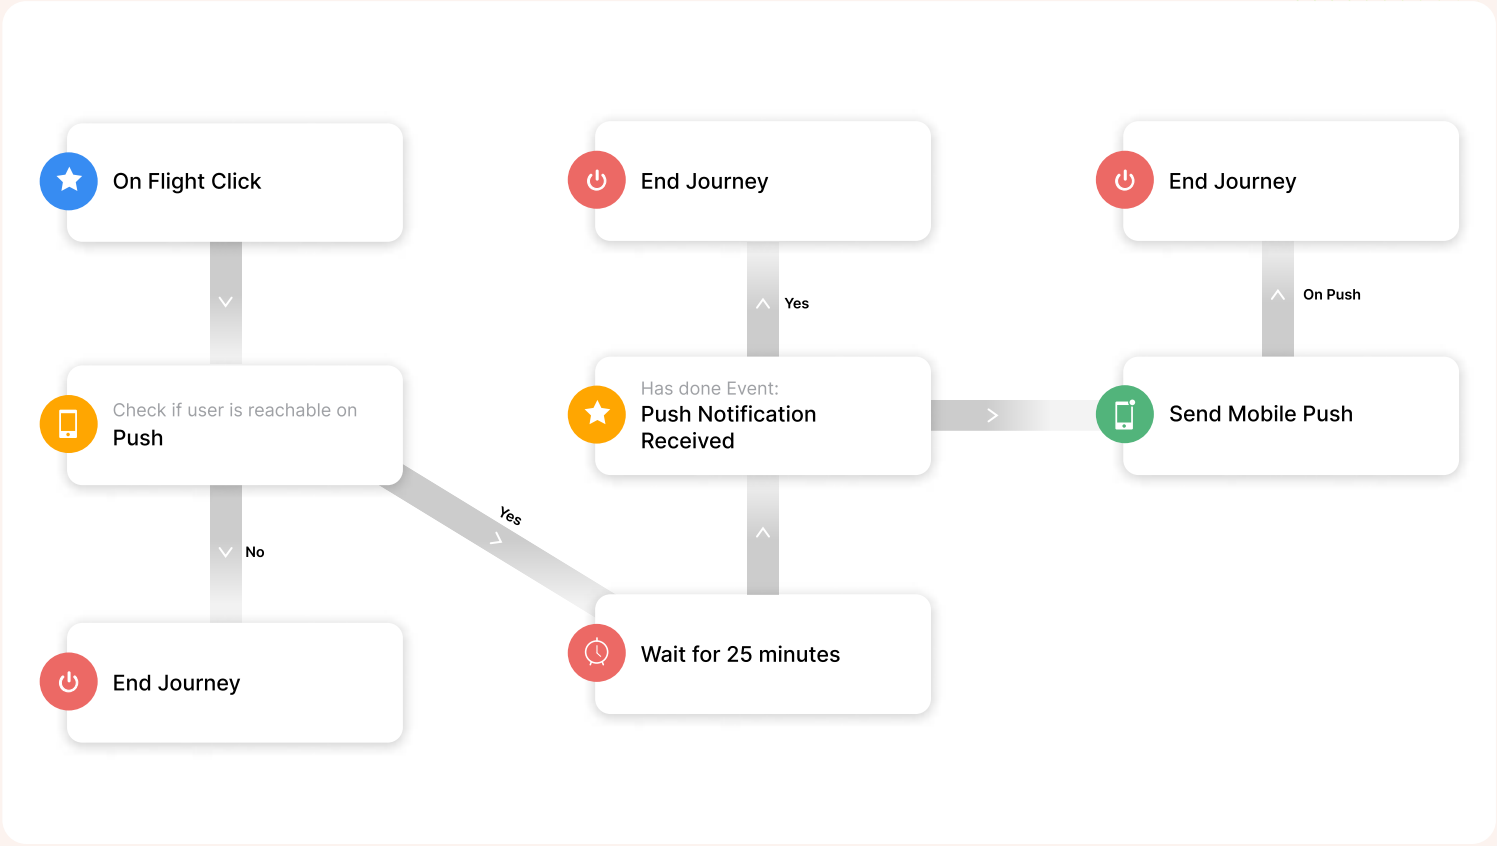 On Flight Click
Check if user is reachable on
Push
No
End Journey
Yes
Wait for 25 minutes
Has done Event:
Push Notification
Received
Yes
End Journey
Send Mobile Push
On Push
End Journey